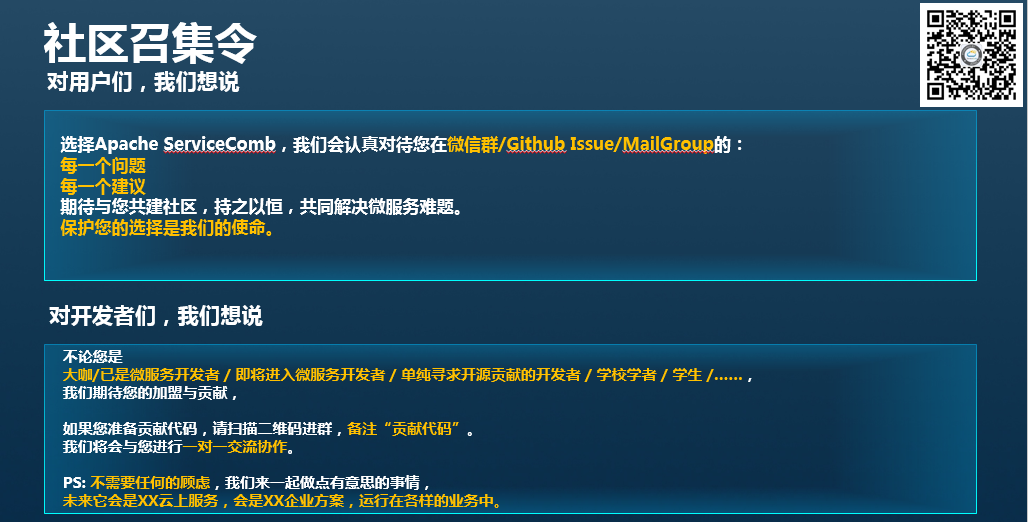 社区召集令
对用户们，我们想说
选择Apache ServiceComb，我们会认真对待您在微信群/Github Issue/MailGroup的：
每一个问题
每一个建议
期待与您共建社区，持之以恒，共同解决微服务难题。
保护您的选择是我们的使命。
对开发者们，我们想说
不论您是
大咖/已是微服务开发者 / 即将进入微服务开发者 / 单纯寻求开源贡献的开发者 / 学校学者 / 学生 /……，
我们期待您的加盟与贡献，
如果您准备贡献代码，请扫描二维码进群，备注“贡献代码”。
我们将会与您进行一对一交流协作。
PS: 不需要任何的顾虑，我们来一起做点有意思的事情，
未来它会是XX云上服务，会是XX企业方案，运行在各样的业务中。